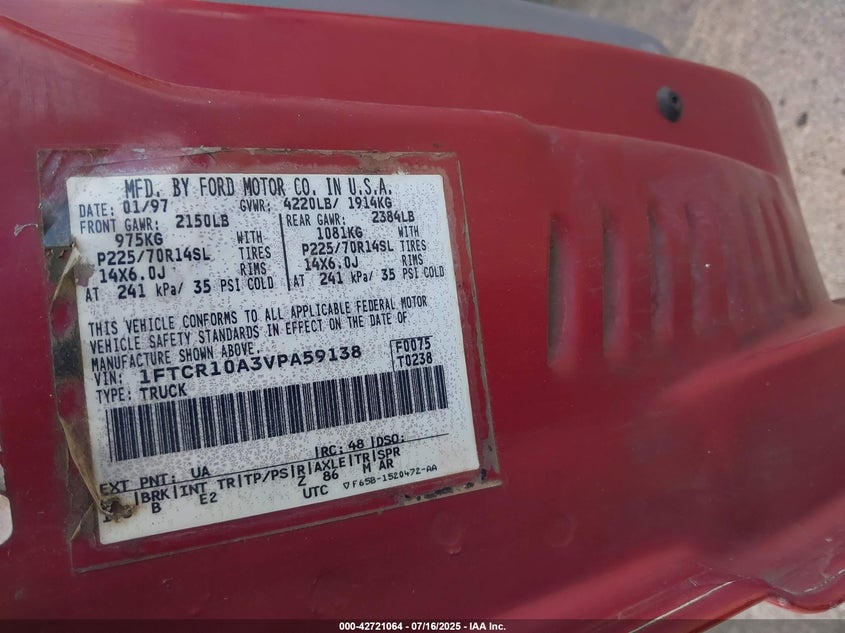 MFD. BY FORD MOTOR CO. IN U.S.A.
DATE: 01/97 GVWR: 4220LB/ 1914KG
FRONT GAWR: 2150LB REAR GAWR: 2384LB
975KG WITH 1081KG WITH
P225/70R14SL TIRES P225/70R14SL TIRES
14X6.0J RIMS 14X6.0J RIMS
AT 241 kPa/ 35 PSI COLD AT 241 kPa/ 35 PSI COLD
THIS VEHICLE CONFORMS TO ALL APPLICABLE FEDERAL MOTOR
VEHICLE SAFETY STANDARDS IN EFFECT ON THE DATE OF
MANUFACTURE SHOWN ABOVE.
VIN: 1FTCR10A3VPA59138 F0075
TYPE: TRUCK T0238
EXT PNT: UA RC: 48 DSO:
BRK INT TR TP/PS R AXLE TR SPR
B E2 Z 86 M AR
UTC F65B-1520472-AA
000-42721064 - 07/16/2025 - IAA Inc.